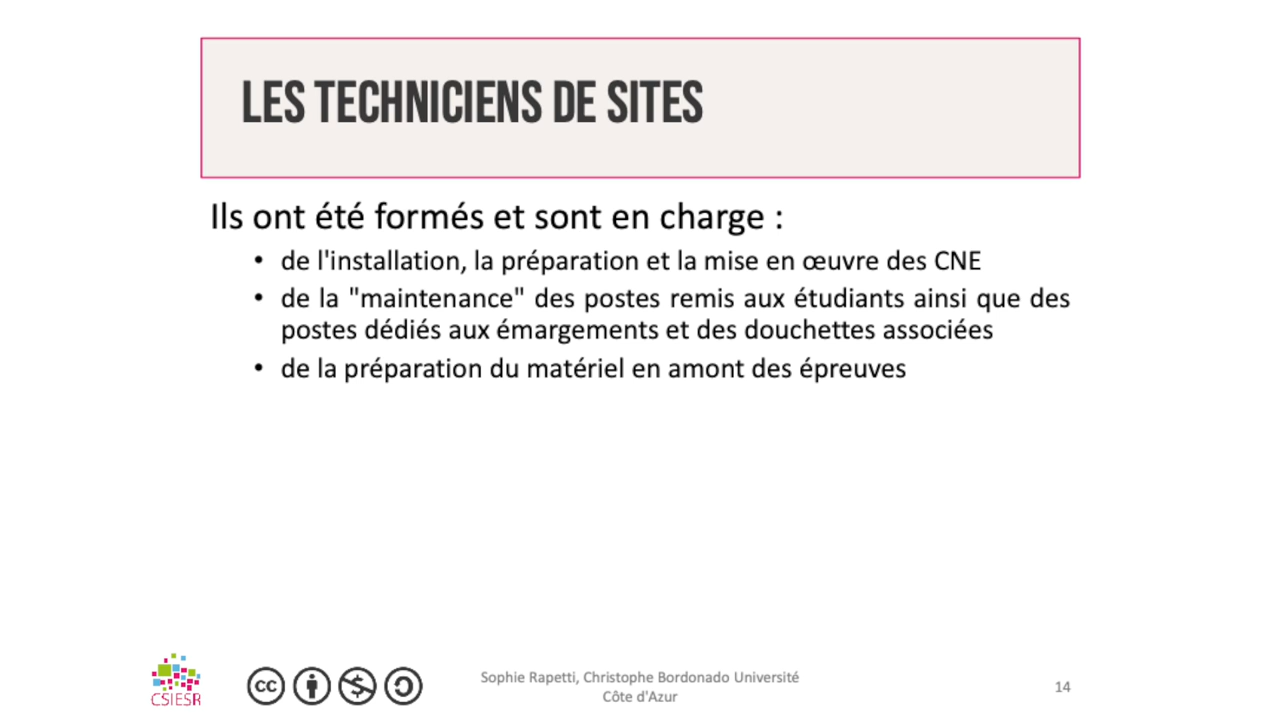 LES TECHNICIENS DE SITES
Ils ont été formés et sont en charge :
• de l'installation, la préparation et la mise en œuvre des CNE
• de la "maintenance" des postes remis aux étudiants ainsi que des
postes dédiés aux émargements et des douchettes associées
• de la préparation du matériel en amont des épreuves
CSIESR
cc
Sophie Rapetti, Christophe Bordonado Université
Côte d'Azur
14